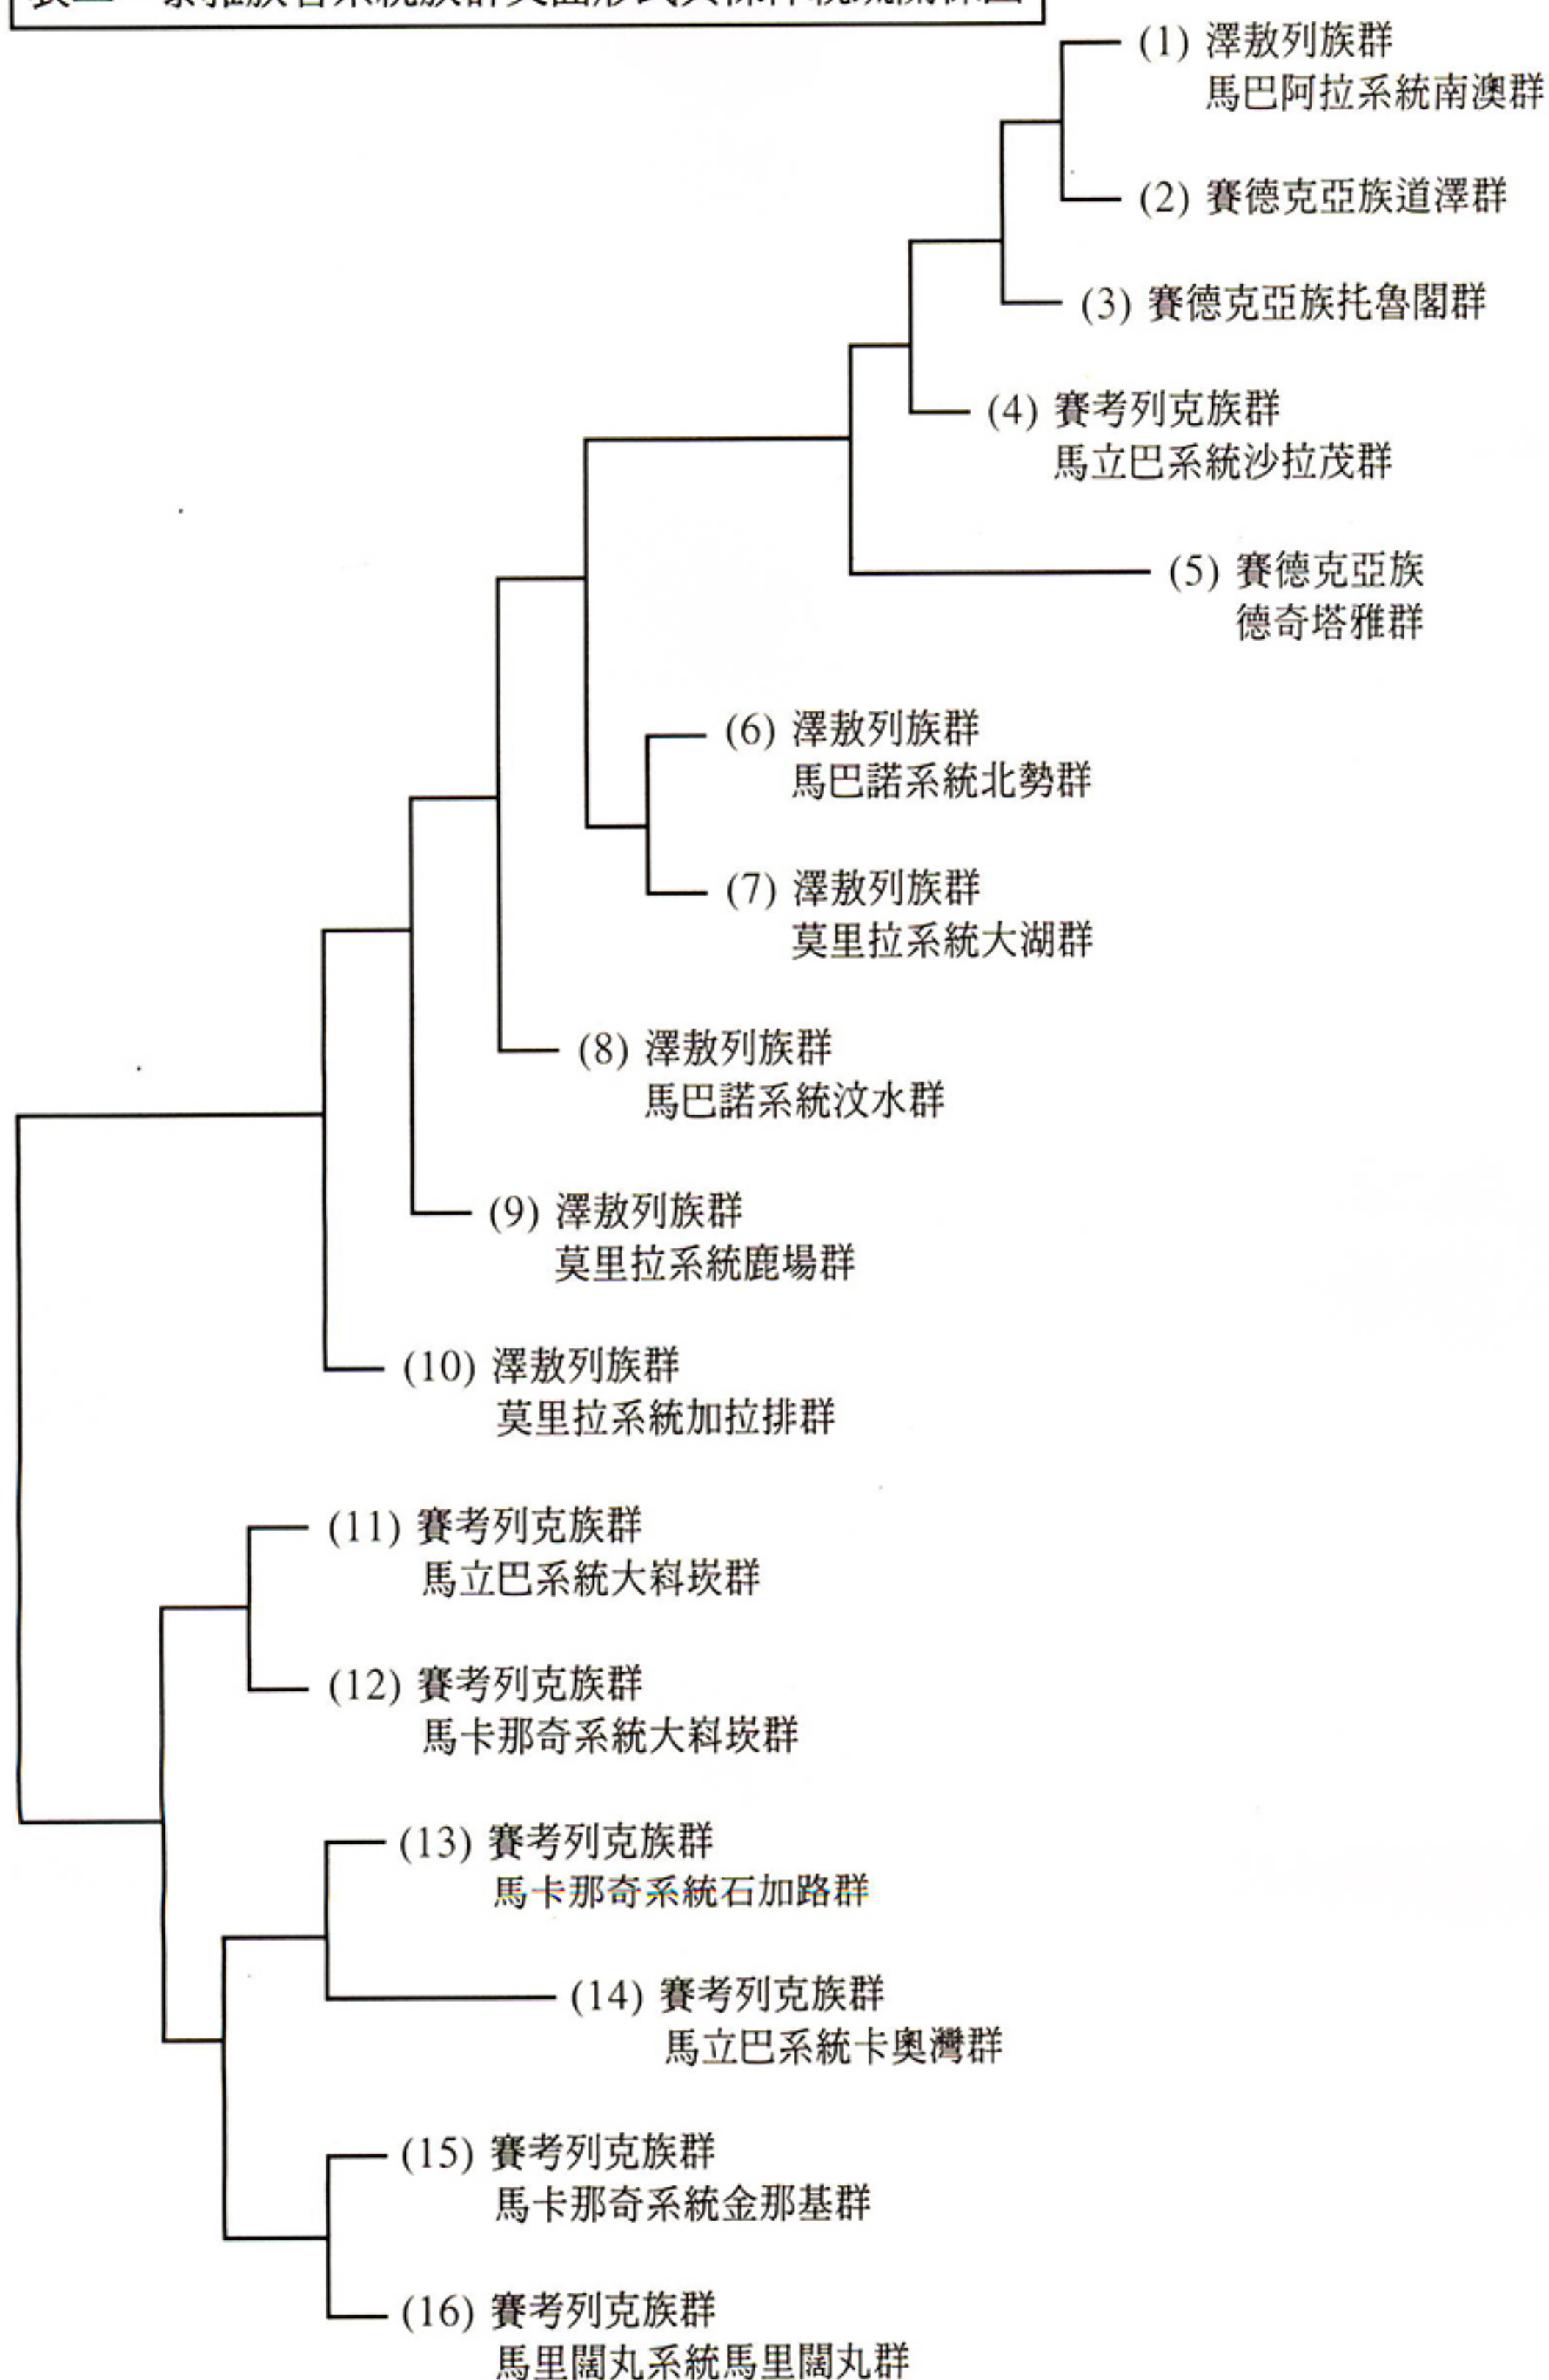 (1) 澤敖列族群
馬巴阿拉系統南澳群
(2) 賽德克亞族道澤群
(3) 賽德克亞族托魯閣群
(4) 賽考列克族群
馬立巴系統沙拉茂群
(5) 賽德克亞族
德奇塔雅群
(6) 澤敖列族群
馬巴諾系統北勢群
(7) 澤敖列族群
莫里拉系統大湖群
(8) 澤敖列族群
馬巴諾系統汶水群
(9) 澤敖列族群
莫里拉系統鹿場群
(10) 澤敖列族群
莫里拉系統加拉排群
(11) 賽考列克族群
馬立巴系統大嵙崁群
(12) 賽考列克族群
馬卡那奇系統大嵙崁群
(13) 賽考列克族群
馬卡那奇系統石加路群
(14) 賽考列克族群
馬立巴系統卡奧灣群
(15) 賽考列克族群
馬卡那奇系統金那基群
(16) 賽考列克族群
馬里闊丸系統馬里闊丸群